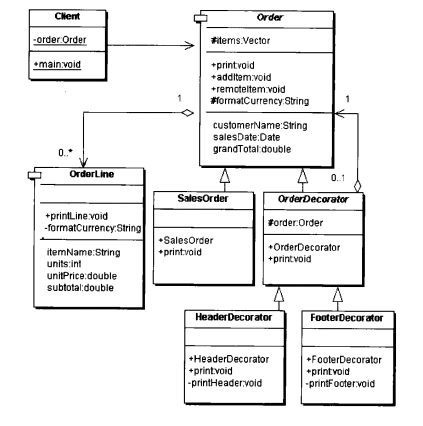 Client
-order:Order
+main:void
Order
#items:Vector
+print:void
+addItem:void
+remoteItem:void
#formatCurrency:String
customerName:String
salesDate:Date
grandTotal:double
1
1
0..*
0..1
OrderLine
+printLine:void
-formatCurrency:String
itemName:String
units:int
unitPrice:double
subtotal:double
SalesOrder
+SalesOrder
+print:void
OrderDecorator
#order:Order
+OrderDecorator
+print:void
HeaderDecorator
+HeaderDecorator
+print:void
-printHeader:void
FooterDecorator
+FooterDecorator
+print:void
-printFooter:void